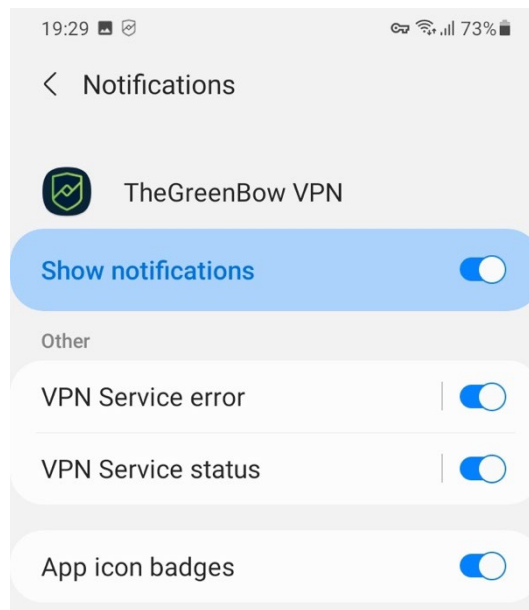 19:29 73%
Notifications
TheGreenBow VPN
Show notifications
Other
VPN Service error
VPN Service status
App icon badges